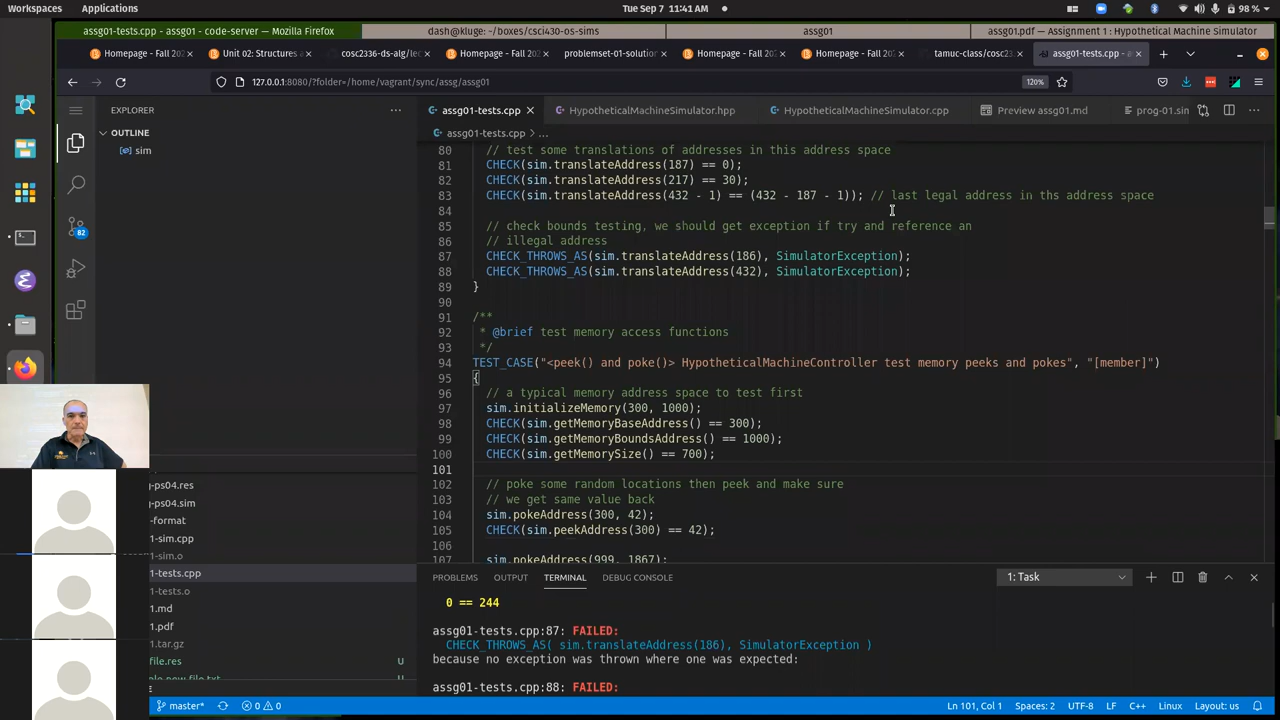 Workspaces Applications Tue Sep 7 11:41 AM 98 %
assg01-tests.cpp - assg01 - code-server — Mozilla Firefox dash@kluge: ~/boxes/csci430-os-sims assg01 assg01.pdf — Assignment 1 : Hypothetical Machine Simulator
Homepage - Fall 202 Unit 02: Structures a cosc2336-ds-alg/lec Homepage - Fall 202 problemset-01-solution Homepage - Fall 202 Homepage - Fall 202 tamuc-class/cosc23 assg01-tests.cpp - a
127.0.0.1:8080/?folder=/home/vagrant/sync/assg/assg01 120%
EXPLORER
assg01-tests.cpp HypotheticalMachineSimulator.hpp HypotheticalMachineSimulator.cpp Preview assg01.md prog-01.sim
OUTLINE
assg01-tests.cpp > ...
sim
80 // test some translations of addresses in this address space
81 CHECK(sim.translateAddress(187) == 0);
82 CHECK(sim.translateAddress(217) == 30);
83 CHECK(sim.translateAddress(432 - 1) == (432 - 187 - 1)); // last legal address in ths address space
84
85 // check bounds testing, we should get exception if try and reference an
86 // illegal address
87 CHECK_THROWS_AS(sim.translateAddress(186), SimulatorException);
88 CHECK_THROWS_AS(sim.translateAddress(432), SimulatorException);
89 }
90
91 /**
92 * @brief test memory access functions
93 */
94 TEST_CASE("<peek() and poke()> HypotheticalMachineController test memory peeks and pokes", "[member]")
95 {
96 // a typical memory address space to test first
97 sim.initializeMemory(300, 1000);
98 CHECK(sim.getMemoryBaseAddress() == 300);
99 CHECK(sim.getMemoryBoundsAddress() == 1000);
100 CHECK(sim.getMemorySize() == 700);
101
102 // poke some random locations then peek and make sure
103 // we get same value back
104 sim.pokeAddress(300, 42);
105 CHECK(sim.peekAddress(300) == 42);
106
107 sim.pokeAddress(999, 1867);
82
-ps04.res
-ps04.sim
-format
1-sim.cpp
1-sim.o
1-tests.cpp
1-tests.o
1.md
1.pdf
1.tar.gz
file.res U
U
PROBLEMS OUTPUT TERMINAL DEBUG CONSOLE 1: Task
0 == 244
assg01-tests.cpp:87: FAILED:
CHECK_THROWS_AS( sim.translateAddress(186), SimulatorException )
because no exception was thrown where one was expected:
assg01-tests.cpp:88: FAILED:
master* 0 0 Ln 101, Col 1 Spaces: 2 UTF-8 LF C++ Linux Layout: us